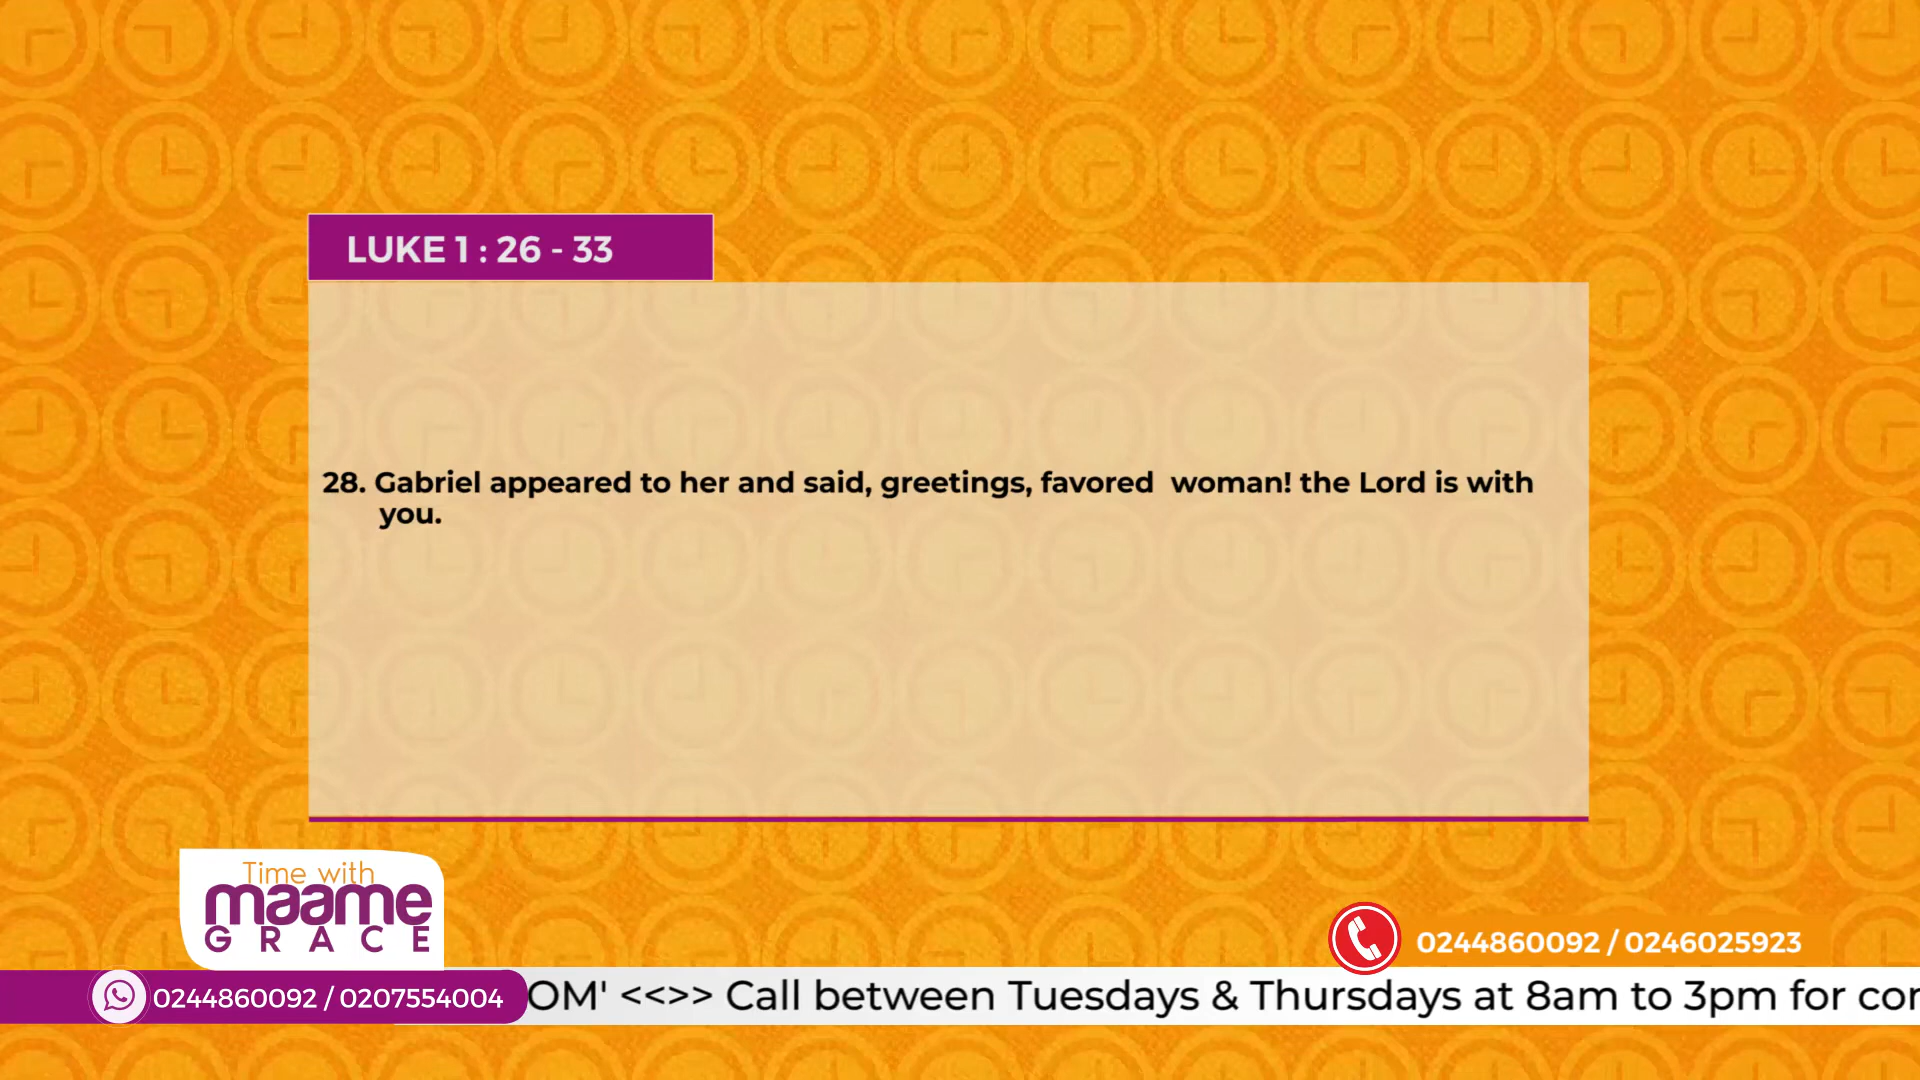 LUKE 1 : 26 - 33
28. Gabriel appeared to her and said, greetings, favored  woman! the Lord is with
you.
Time with
maame
GRACE
0244860092 / 0246025923
0244860092 / 0207554004
OM' <<>> Call between Tuesdays & Thursdays at 8am to 3pm for